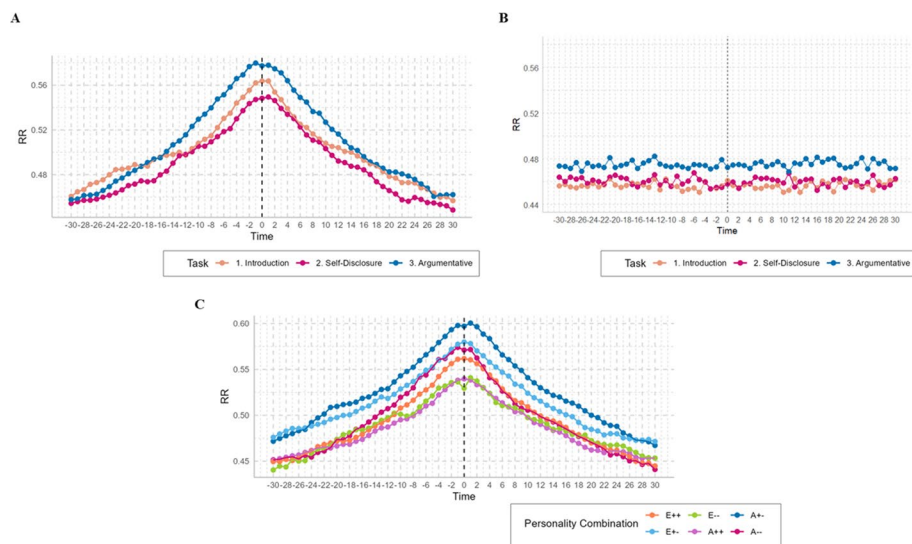 A
B
0.56
0.52
0.48
RR
-30-28-26-24-22-20-18-16-14-12-10 -8 -6 -4 -2 0 2 4 6 8 10 12 14 16 18 20 22 24 26 28 30
Time
Task 1. Introduction 2. Self-Disclosure 3. Argumentative
0.56
0.52
0.48
0.44
RR
-30-28-26-24-22-20-18-16-14-12-10 -8 -6 -4 -2 0 2 4 6 8 10 12 14 16 18 20 22 24 26 28 30
Time
Task 1. Introduction 2. Self-Disclosure 3. Argumentative
C
0.60
0.55
0.50
0.45
RR
-30-28-26-24-22-20-18-16-14-12-10 -8 -6 -4 -2 0 2 4 6 8 10 12 14 16 18 20 22 24 26 28 30
Time
Personality Combination
E++ E-- A+-
E+- A++ A--